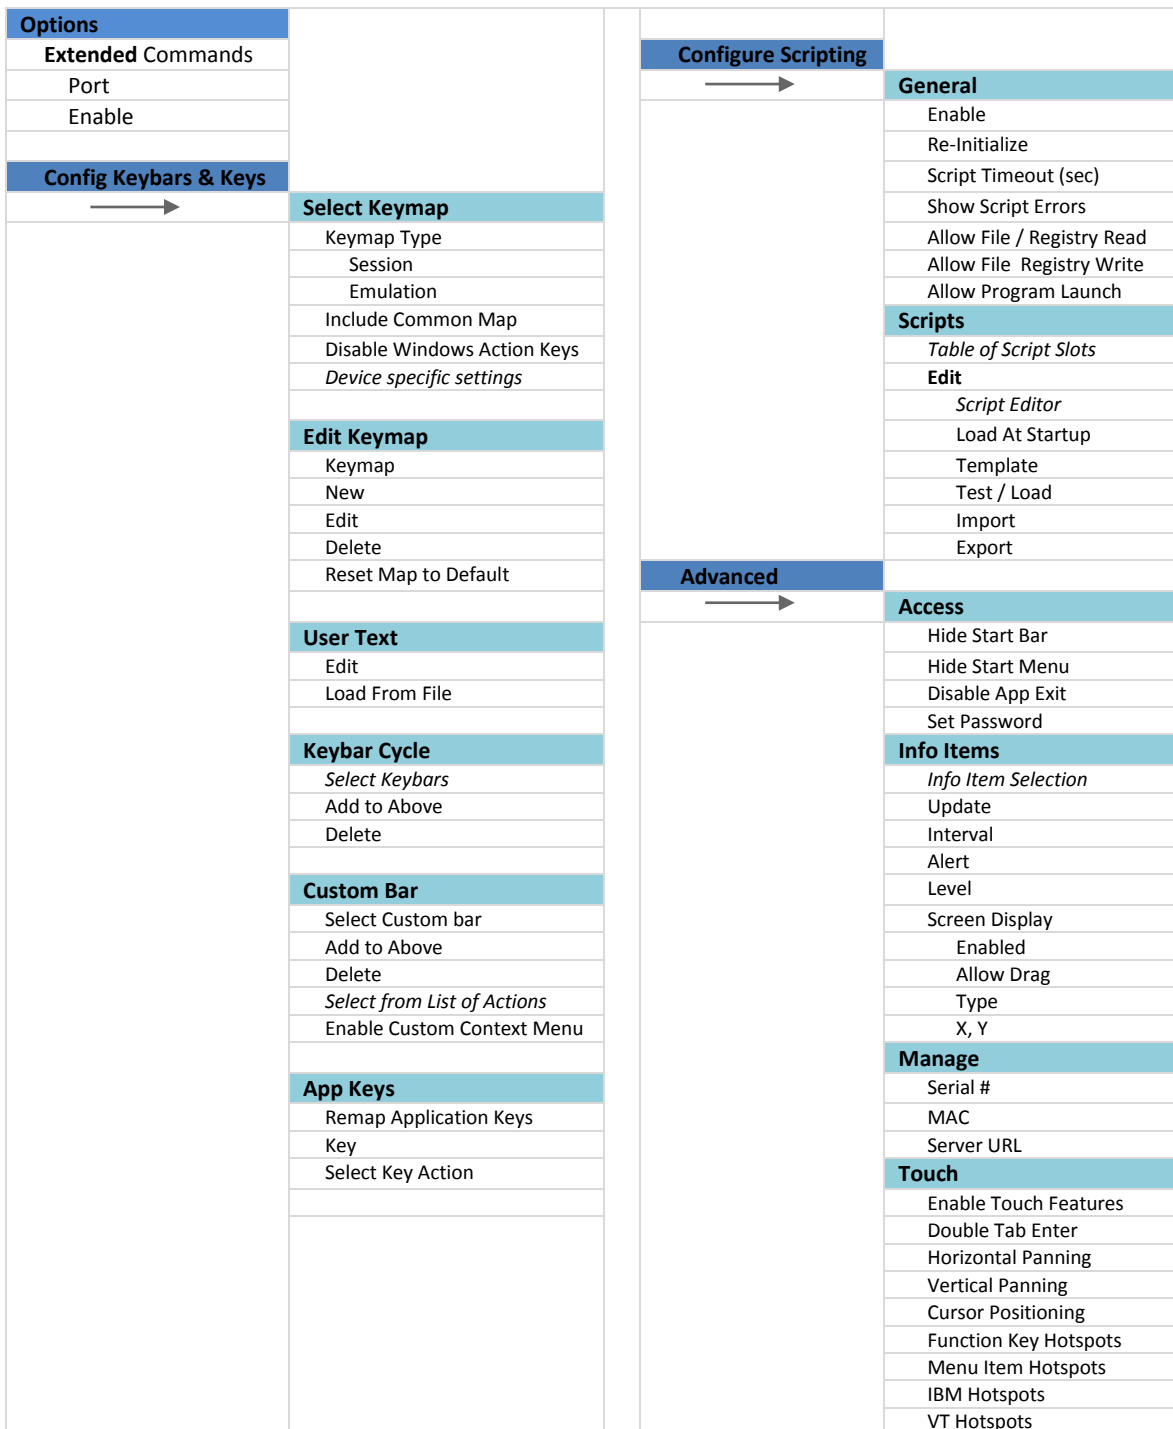 Options
Extended Commands
Port
Enable
Config Keybars & Keys
Select Keymap
Keymap Type
Session
Emulation
Include Common Map
Disable Windows Action Keys
Device specific settings
Edit Keymap
Keymap
New
Edit
Delete
Reset Map to Default
User Text
Edit
Load From File
Keybar Cycle
Select Keybars
Add to Above
Delete
Custom Bar
Select Custom bar
Add to Above
Delete
Select from List of Actions
Enable Custom Context Menu
App Keys
Remap Application Keys
Key
Select Key Action
Configure Scripting
General
Enable
Re-Initialize
Script Timeout (sec)
Show Script Errors
Allow File / Registry Read
Allow File  Registry Write
Allow Program Launch
Scripts
Table of Script Slots
Edit
Script Editor
Load At Startup
Template
Test / Load
Import
Export
Advanced
Access
Hide Start Bar
Hide Start Menu
Disable App Exit
Set Password
Info Items
Info Item Selection
Update
Interval
Alert
Level
Screen Display
Enabled
Allow Drag
Type
X, Y
Manage
Serial #
MAC
Server URL
Touch
Enable Touch Features
Double Tab Enter
Horizontal Panning
Vertical Panning
Cursor Positioning
Function Key Hotspots
Menu Item Hotspots
IBM Hotspots
VT Hotspots